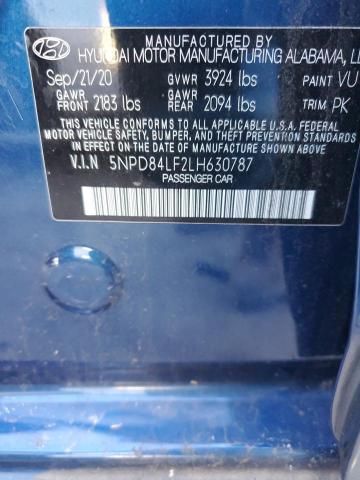 MANUFACTURED BY
HYUNDAI MOTOR MANUFACTURING ALABAMA, LL
Sep/21/20 GVWR 3924 lbs PAINT VU
GAWR FRONT 2183 lbs GAWR REAR 2094 lbs TRIM PK
THIS VEHICLE CONFORMS TO ALL APPLICABLE U.S.A. FEDERAL MOTOR
VEHICLE SAFETY, BUMPER, AND THEFT PREVENTION STANDARDS
IN EFFECT ON THE DATE OF MANUFACTURE SHOWN ABOVE.
V.I.N 5NPD84LF2LH630787
PASSENGER CAR